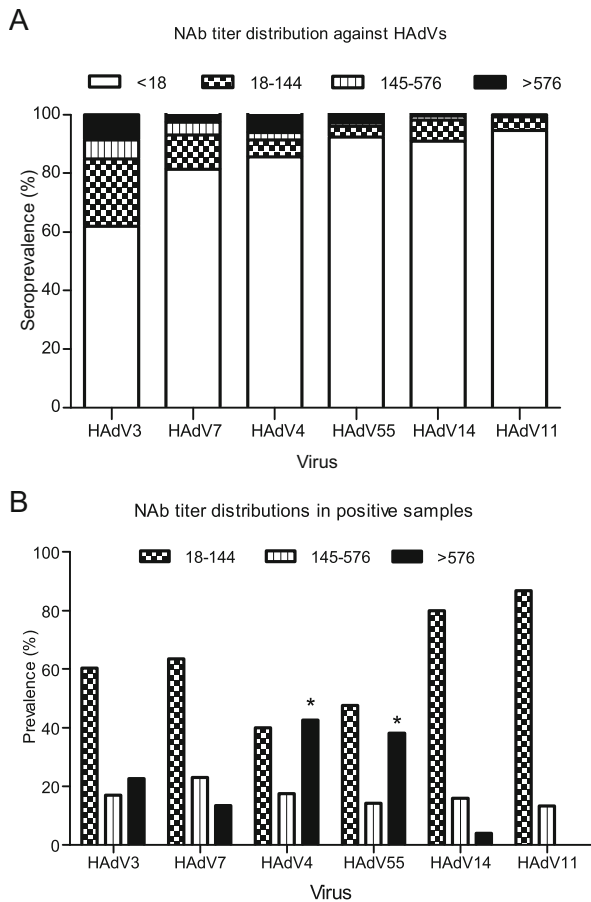 A
NAb titer distribution against HAdVs
<18 18-144 145-576 >576
Seroprevalence (%)
100
80
60
40
20
0
HAdV3 HAdV7 HAdV4 HAdV55 HAdV14 HAdV11
Virus
B
NAb titer distributions in positive samples
18-144 145-576 >576
Prevalence (%)
100
80
60
40
20
0
* *
HAdV3 HAdV7 HAdV4 HAdV55 HAdV14 HAdV11
Virus